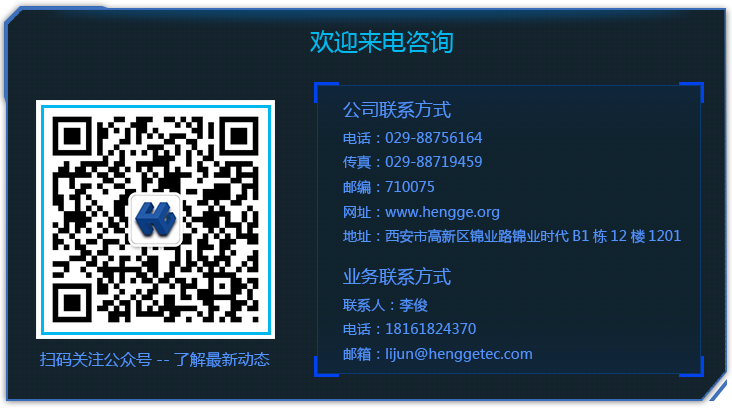 欢迎来电咨询
公司联系方式
电话：029-88756164
传真：029-88719459
邮编：710075
网址：www.hengge.org
地址：西安市高新区锦业路锦业时代 B1 栋 12 楼 1201
业务联系方式
联系人：李俊
电话：18161824370
邮箱：lijun@henggetec.com
扫码关注公众号 -- 了解最新动态